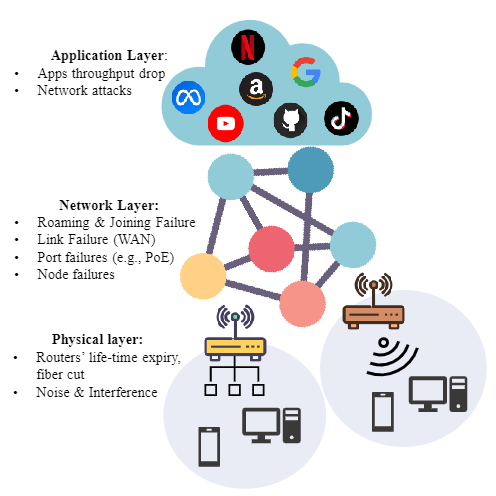 Application Layer:
• Apps throughput drop
• Network attacks
Network Layer:
• Roaming & Joining Failure
• Link Failure (WAN)
• Port failures (e.g., PoE)
• Node failures
Physical layer:
• Routers’ life-time expiry,
fiber cut
• Noise & Interference